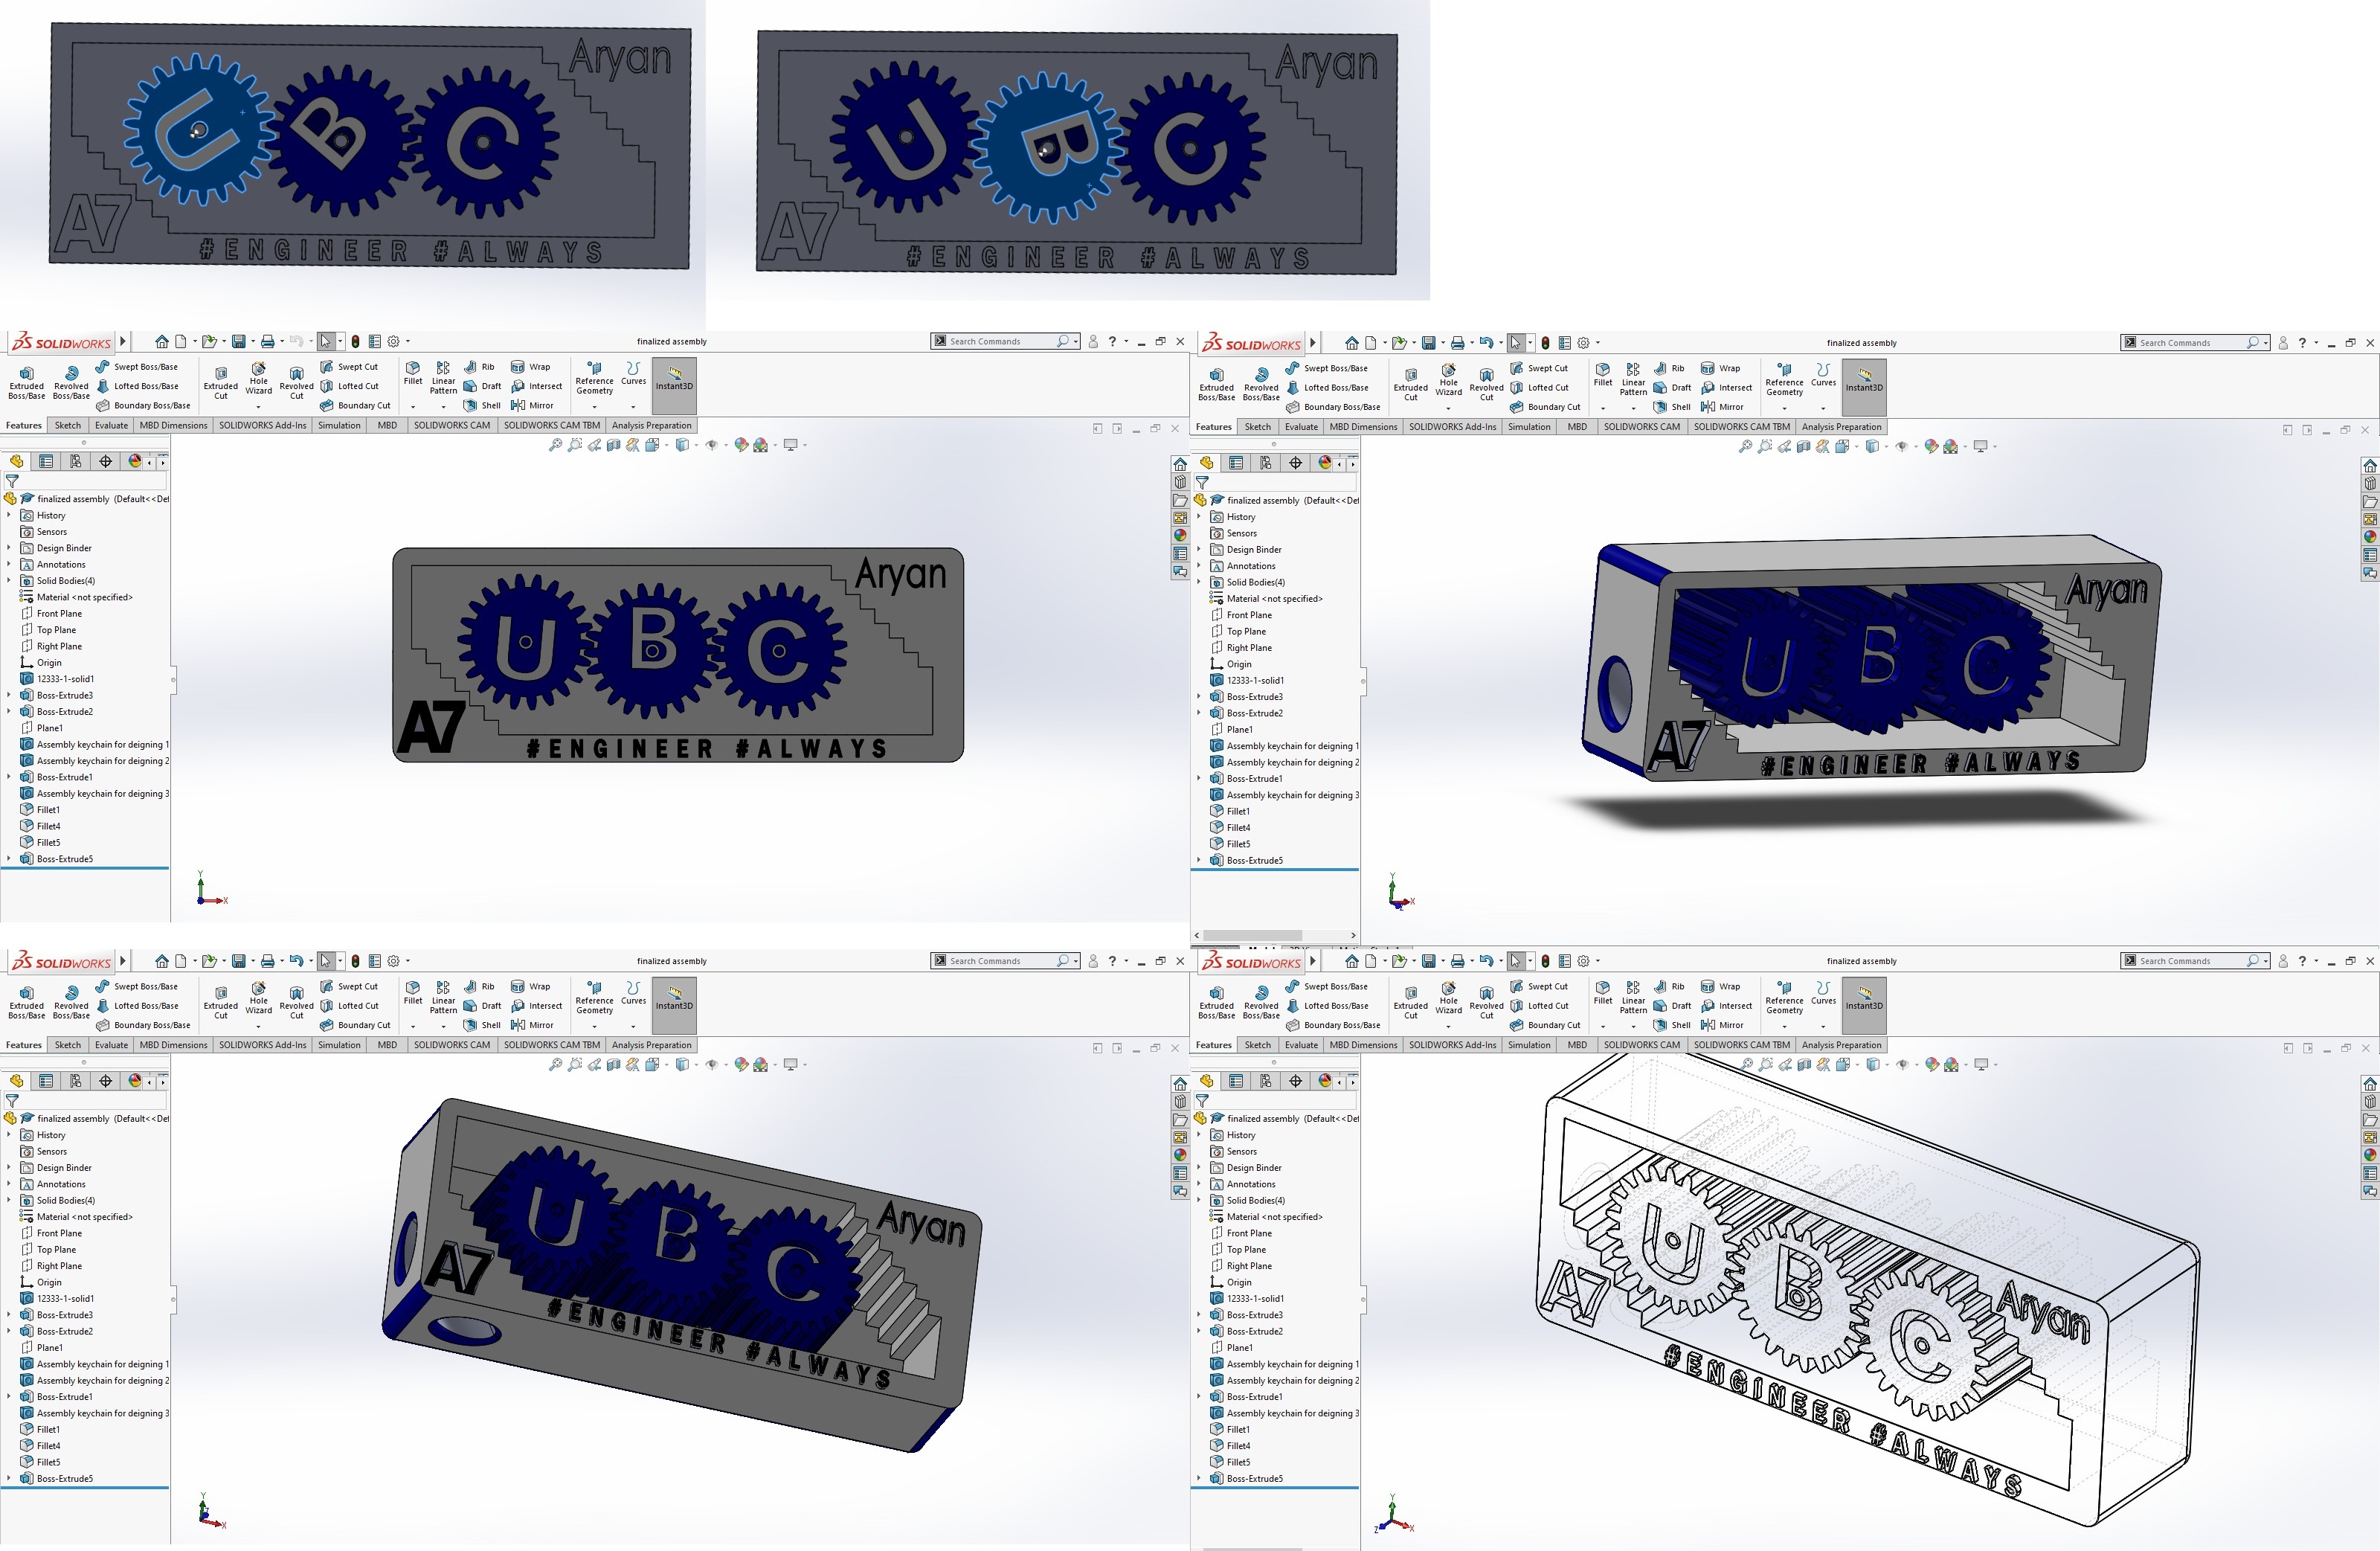 Aryan
U B C
A7
#ENGINEER #ALWAYS
Aryan
U B C
A7
#ENGINEER #ALWAYS
SOLIDWORKS
finalized assembly
Search Commands
Extruded Boss/Base
Revolved Boss/Base
Swept Boss/Base
Lofted Boss/Base
Boundary Boss/Base
Extruded Cut
Hole Wizard
Revolved Cut
Swept Cut
Lofted Cut
Boundary Cut
Fillet
Linear Pattern
Rib
Draft
Shell
Wrap
Intersect
Mirror
Reference Geometry
Curves
Instant3D
Features Sketch Evaluate MBD Dimensions SOLIDWORKS Add-Ins Simulation MBD SOLIDWORKS CAM SOLIDWORKS CAM TBM Analysis Preparation
finalized assembly (Default<<Def
History
Sensors
Design Binder
Annotations
Solid Bodies(4)
Material <not specified>
Front Plane
Top Plane
Right Plane
Origin
12333-1-solid1
Boss-Extrude3
Boss-Extrude2
Plane1
Assembly keychain for deigning 1
Assembly keychain for deigning 2
Boss-Extrude1
Assembly keychain for deigning 3
Fillet1
Fillet4
Fillet5
Boss-Extrude5
Aryan
U B C
A7
#ENGINEER #ALWAYS
Y
X
SOLIDWORKS
finalized assembly
Search Commands
Extruded Boss/Base
Revolved Boss/Base
Swept Boss/Base
Lofted Boss/Base
Boundary Boss/Base
Extruded Cut
Hole Wizard
Revolved Cut
Swept Cut
Lofted Cut
Boundary Cut
Fillet
Linear Pattern
Rib
Draft
Shell
Wrap
Intersect
Mirror
Reference Geometry
Curves
Instant3D
Features Sketch Evaluate MBD Dimensions SOLIDWORKS Add-Ins Simulation MBD SOLIDWORKS CAM SOLIDWORKS CAM TBM Analysis Preparation
finalized assembly (Default<<Def
History
Sensors
Design Binder
Annotations
Solid Bodies(4)
Material <not specified>
Front Plane
Top Plane
Right Plane
Origin
12333-1-solid1
Boss-Extrude3
Boss-Extrude2
Plane1
Assembly keychain for deigning 1
Assembly keychain for deigning 2
Boss-Extrude1
Assembly keychain for deigning 3
Fillet1
Fillet4
Fillet5
Boss-Extrude5
Aryan
U B C
A7
#ENGINEER #ALWAYS
Y
X
Z
SOLIDWORKS
finalized assembly
Search Commands
Extruded Boss/Base
Revolved Boss/Base
Swept Boss/Base
Lofted Boss/Base
Boundary Boss/Base
Extruded Cut
Hole Wizard
Revolved Cut
Swept Cut
Lofted Cut
Boundary Cut
Fillet
Linear Pattern
Rib
Draft
Shell
Wrap
Intersect
Mirror
Reference Geometry
Curves
Instant3D
Features Sketch Evaluate MBD Dimensions SOLIDWORKS Add-Ins Simulation MBD SOLIDWORKS CAM SOLIDWORKS CAM TBM Analysis Preparation
finalized assembly (Default<<Def
History
Sensors
Design Binder
Annotations
Solid Bodies(4)
Material <not specified>
Front Plane
Top Plane
Right Plane
Origin
12333-1-solid1
Boss-Extrude3
Boss-Extrude2
Plane1
Assembly keychain for deigning 1
Assembly keychain for deigning 2
Boss-Extrude1
Assembly keychain for deigning 3
Fillet1
Fillet4
Fillet5
Boss-Extrude5
Aryan
U B C
A7
#ENGINEER #ALWAYS
Y
Z
X
SOLIDWORKS
finalized assembly
Search Commands
Extruded Boss/Base
Revolved Boss/Base
Swept Boss/Base
Lofted Boss/Base
Boundary Boss/Base
Extruded Cut
Hole Wizard
Revolved Cut
Swept Cut
Lofted Cut
Boundary Cut
Fillet
Linear Pattern
Rib
Draft
Shell
Wrap
Intersect
Mirror
Reference Geometry
Curves
Instant3D
Features Sketch Evaluate MBD Dimensions SOLIDWORKS Add-Ins Simulation MBD SOLIDWORKS CAM SOLIDWORKS CAM TBM Analysis Preparation
finalized assembly (Default<<Def
History
Sensors
Design Binder
Annotations
Solid Bodies(4)
Material <not specified>
Front Plane
Top Plane
Right Plane
Origin
12333-1-solid1
Boss-Extrude3
Boss-Extrude2
Plane1
Assembly keychain for deigning 1
Assembly keychain for deigning 2
Boss-Extrude1
Assembly keychain for deigning 3
Fillet1
Fillet4
Fillet5
Boss-Extrude5
U B C
A7
Aryan
#ENGINEER #ALWAYS
Y
Z
X